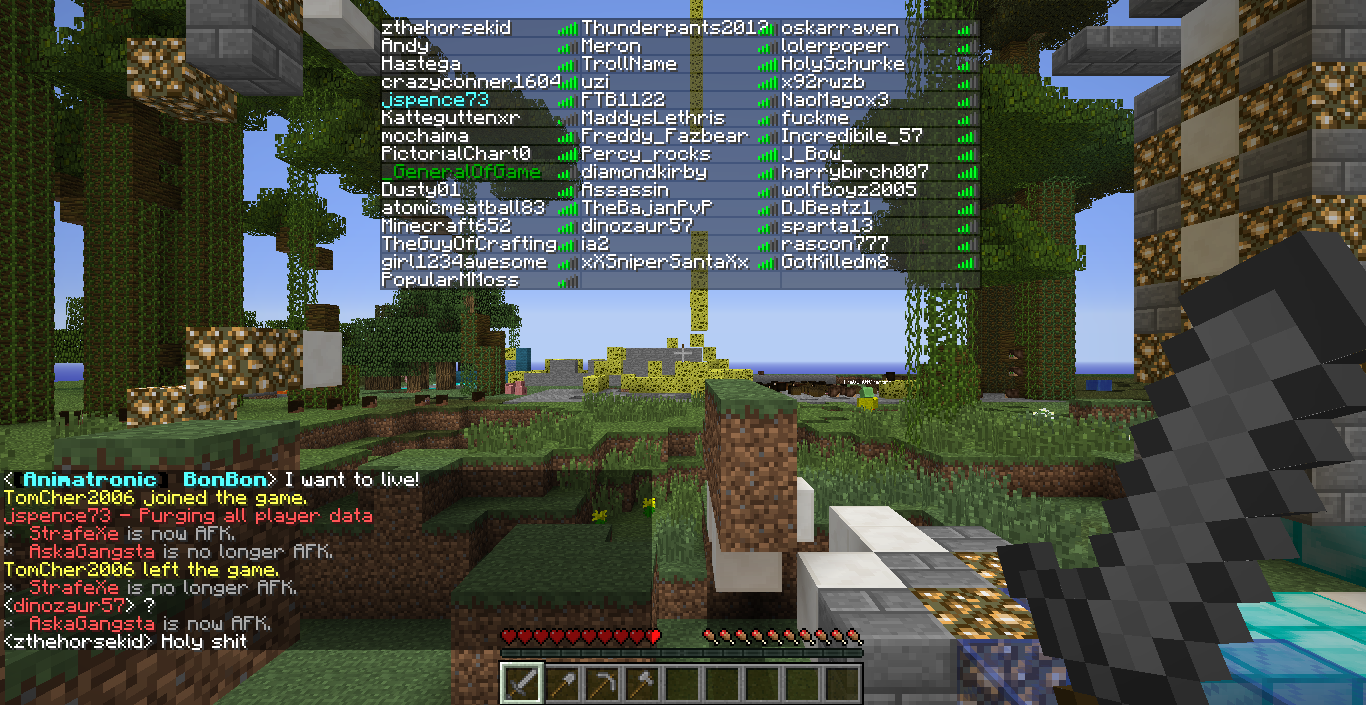 zthehorsekid Thunderpants201? oskarraven
Andy Meron lolerpoper
Hastega TrollName HolySchurke
crazyconner1604 uzi x92rwzb
jspence73 FTB1122 NaoMayox3
Katteguttenxr MaddysLethris fuckme
mochaima Freddy_Fazbear Incredibile_57
PictorialChart0 Percy_rocks J_Bow_
_GeneralOfGame diamondkirby harrybirch007
Dusty01 Assassin wolfboyz2005
atomicmeatball83 TheBajanPvP DJBeatz1
Minecraft652 dinozaur57 sparta13
TheGuyOfCrafting ia2 rascon777
girl1234awesome xXSniperSantaXx GotKilledm8
PopularMMoss
< Animatronic BonBon> I want to live!
TomCher2006 joined the game.
jspence73 - Purging all player data
* StrafeXe is now AFK.
* AskaGangsta is no longer AFK.
TomCher2006 left the game.
* StrafeXe is no longer AFK.
<dinozaur57> ?
* AskaGangsta is now AFK.
<zthehorsekid> Holy shit